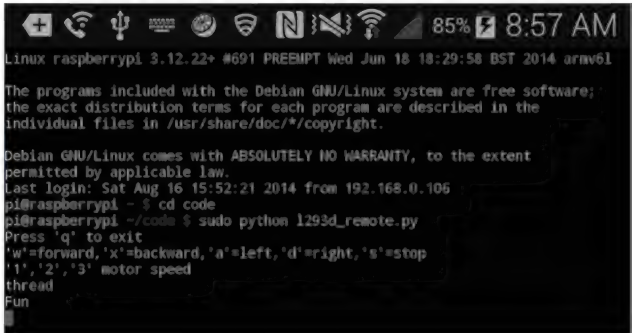 85% 8:57 AM
Linux raspberrypi 3.12.22+ #691 PREEMPT Wed Jun 18 18:29:58 BST 2014 armv6l
The programs included with the Debian GNU/Linux system are free software;
the exact distribution terms for each program are described in the
individual files in /usr/share/doc/*/copyright.
Debian GNU/Linux comes with ABSOLUTELY NO WARRANTY, to the extent
permitted by applicable law.
Last login: Sat Aug 16 15:52:21 2014 from 192.168.0.106
pi@raspberrypi ~ $ cd code
pi@raspberrypi ~/code $ sudo python l293d_remote.py
Press 'q' to exit
'w'=forward,'x'=backward,'a'=left,'d'=right,'s'=stop
'1','2','3' motor speed
thread
Fun